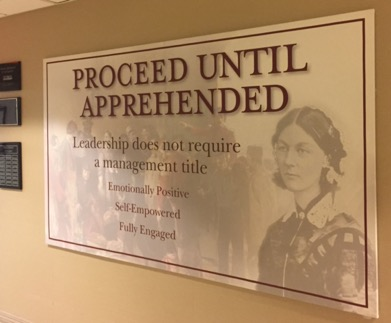 PROCEED UNTIL
APPREHENDED
Leadership does not require
a management title
Emotionally Positive
Self-Empowered
Fully Engaged